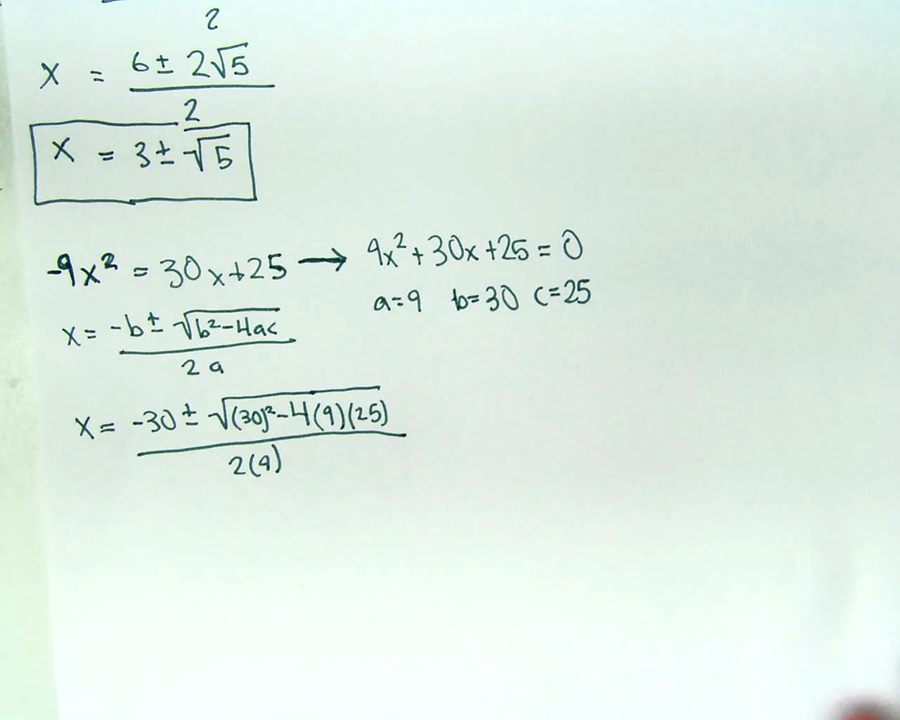 2
x = 6 ± 2√5
2
x = 3 ± √5
-9x² = 30x+25 → 9x²+30x+25=0
a=9 b=30 c=25
x = -b ± √b²-4ac
2a
x = -30 ± √(30)²-4(9)(25)
2(9)